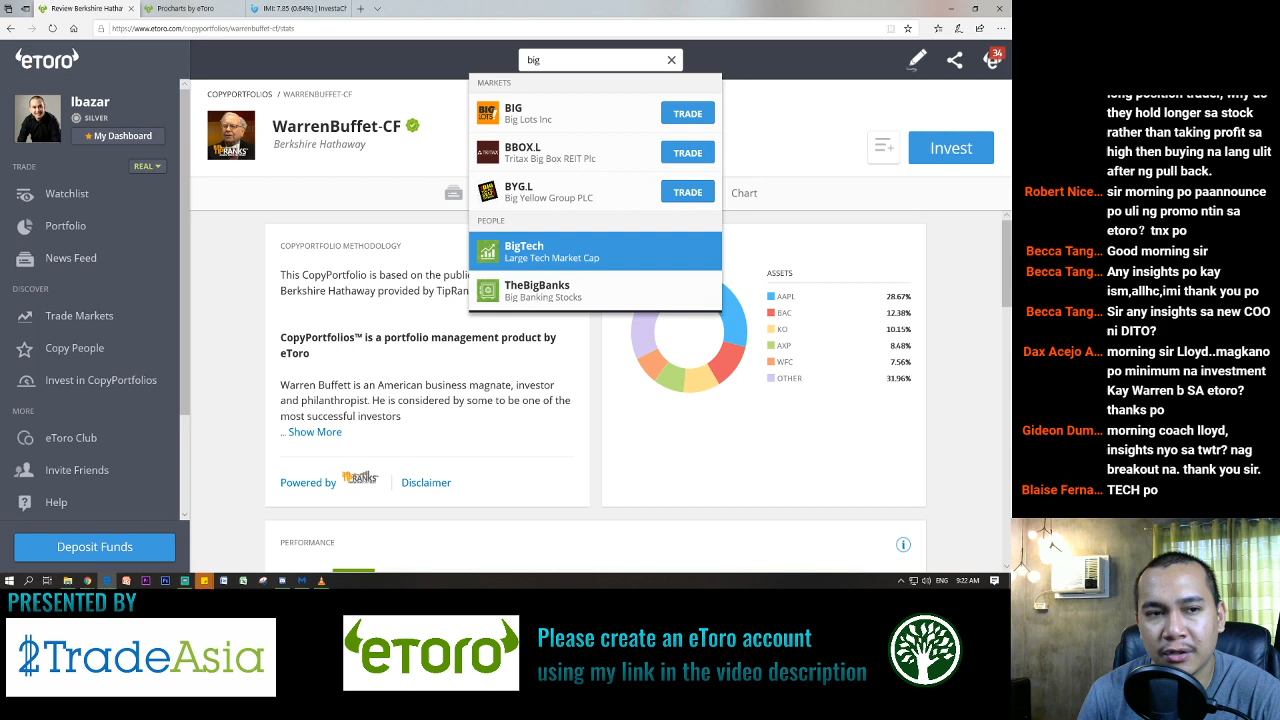 Review Berkshire Hathaw
Procharts by eToro
IMI: 7.85 (0.64%) | InvestaCh
https://www.etoro.com/copyportfolios/warrenbuffet-cf/stats
eToro
big
34
lbazar
SILVER
My Dashboard
TRADE
REAL
Watchlist
Portfolio
News Feed
DISCOVER
Trade Markets
Copy People
Invest in CopyPortfolios
MORE
eToro Club
Invite Friends
Help
Deposit Funds
COPYPORTFOLIOS / WARRENBUFFET-CF
WarrenBuffet-CF
Berkshire Hathaway
Invest
Chart
MARKETS
BIG
Big Lots Inc
TRADE
BBOX.L
Tritax Big Box REIT Plc
TRADE
BYG.L
Big Yellow Group PLC
TRADE
PEOPLE
BigTech
Large Tech Market Cap
TheBigBanks
Big Banking Stocks
COPYPORTFOLIO METHODOLOGY
This CopyPortfolio is based on the publi
Berkshire Hathaway provided by TipRan
CopyPortfolios™ is a portfolio management product by
eToro
Warren Buffett is an American business magnate, investor
and philanthropist. He is considered by some to be one of the
most successful investors
... Show More
Powered by
RANKS
Disclaimer
ASSETS
AAPL 28.67%
BAC 12.38%
KO 10.15%
AXP 8.48%
WFC 7.56%
OTHER 31.96%
PERFORMANCE
ENG
9:22 AM
long position trader, why do
they hold longer sa stock
rather than taking profit sa
high then buying na lang ulit
after ng pull back.
Robert Nice... sir morning po paannounce
po uli ng promo ntin sa
etoro? tnx po
Becca Tang... Good morning sir
Becca Tang... Any insights po kay
ism,allhc,imi thank you po
Becca Tang... Sir any insights sa new COO
ni DITO?
Dax Acejo A... morning sir Lloyd..magkano
po minimum na investment
Kay Warren b SA etoro?
thanks po
Gideon Dum... morning coach lloyd,
insights nyo sa twtr? nag
breakout na. thank you sir.
Blaise Ferna... TECH po
PRESENTED BY
2TradeAsia
eToro
Please create an eToro account
using my link in the video description